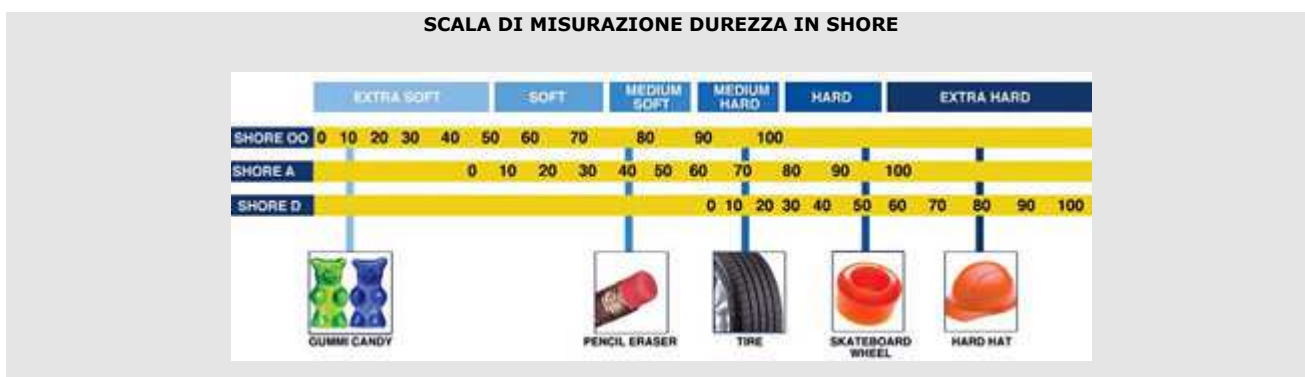 SCALA DI MISURAZIONE DUREZZA IN SHORE
EXTRA SOFT SOFT MEDIUM SOFT MEDIUM HARD HARD EXTRA HARD
SHORE OO 0 10 20 30 40 50 60 70 80 90 100
SHORE A 0 10 20 30 40 50 60 70 80 90 100
SHORE D 0 10 20 30 40 50 60 70 80 90 100
GUMMI CANDY PENCIL ERASER TIRE SKATEBOARD WHEEL HARD HAT